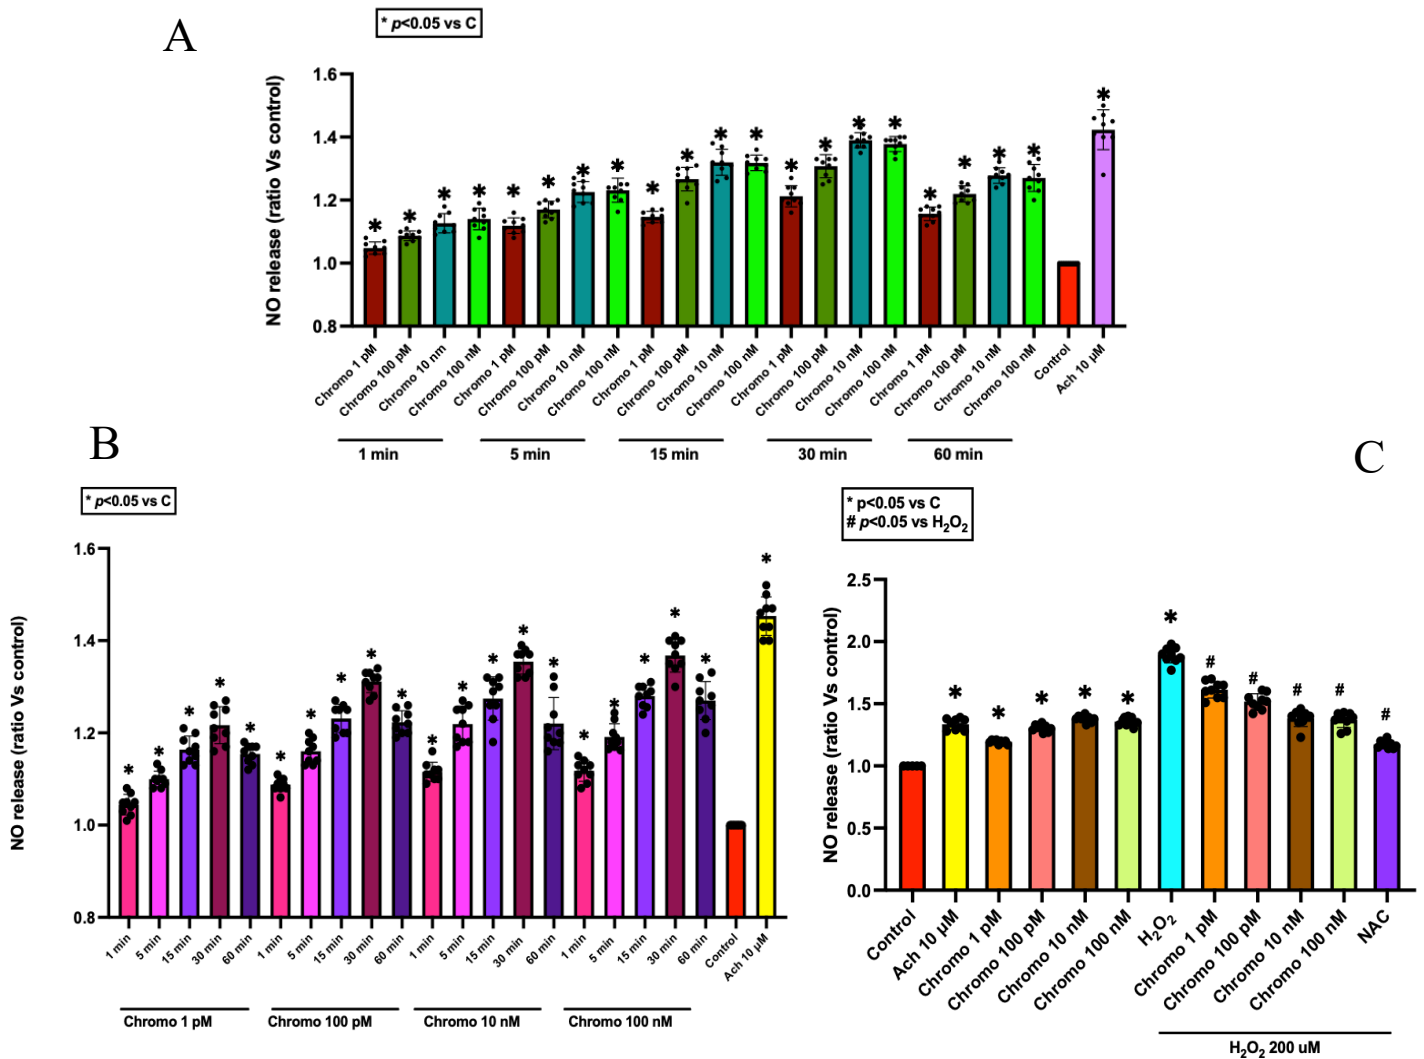 A
* p<0.05 vs C
NO release (ratio Vs control)
1.6
1.4
1.2
1.0
0.8
* * * * * * * * * * * * * * * * * * * * *
Chromo 1 pM
Chromo 100 pM
Chromo 10 nm
Chromo 100 nM
Chromo 1 pM
Chromo 100 pM
Chromo 10 nM
Chromo 100 nM
Chromo 1 pM
Chromo 100 pM
Chromo 10 nM
Chromo 100 nM
Chromo 1 pM
Chromo 100 pM
Chromo 10 nM
Chromo 100 nM
Chromo 1 pM
Chromo 100 pM
Chromo 10 nM
Chromo 100 nM
Control
Ach 10 µM
1 min
5 min
15 min
30 min
60 min
B
* p<0.05 vs C
NO release (ratio Vs control)
1.6
1.4
1.2
1.0
0.8
* * * * * * * * * * * * * * * * * * * * *
1 min
5 min
15 min
30 min
60 min
1 min
5 min
15 min
30 min
60 min
1 min
5 min
15 min
30 min
60 min
1 min
5 min
15 min
30 min
60 min
Control
Ach 10 µM
Chromo 1 pM
Chromo 100 pM
Chromo 10 nM
Chromo 100 nM
C
* p<0.05 vs C
# p<0.05 vs H₂O₂
NO release (ratio Vs control)
2.5
2.0
1.5
1.0
0.5
0.0
* * * * * * # # # # #
Control
Ach 10 µM
Chromo 1 pM
Chromo 100 pM
Chromo 10 nM
Chromo 100 nM
H₂O₂
Chromo 1 pM
Chromo 100 pM
Chromo 10 nM
Chromo 100 nM
NAC
H₂O₂ 200 uM